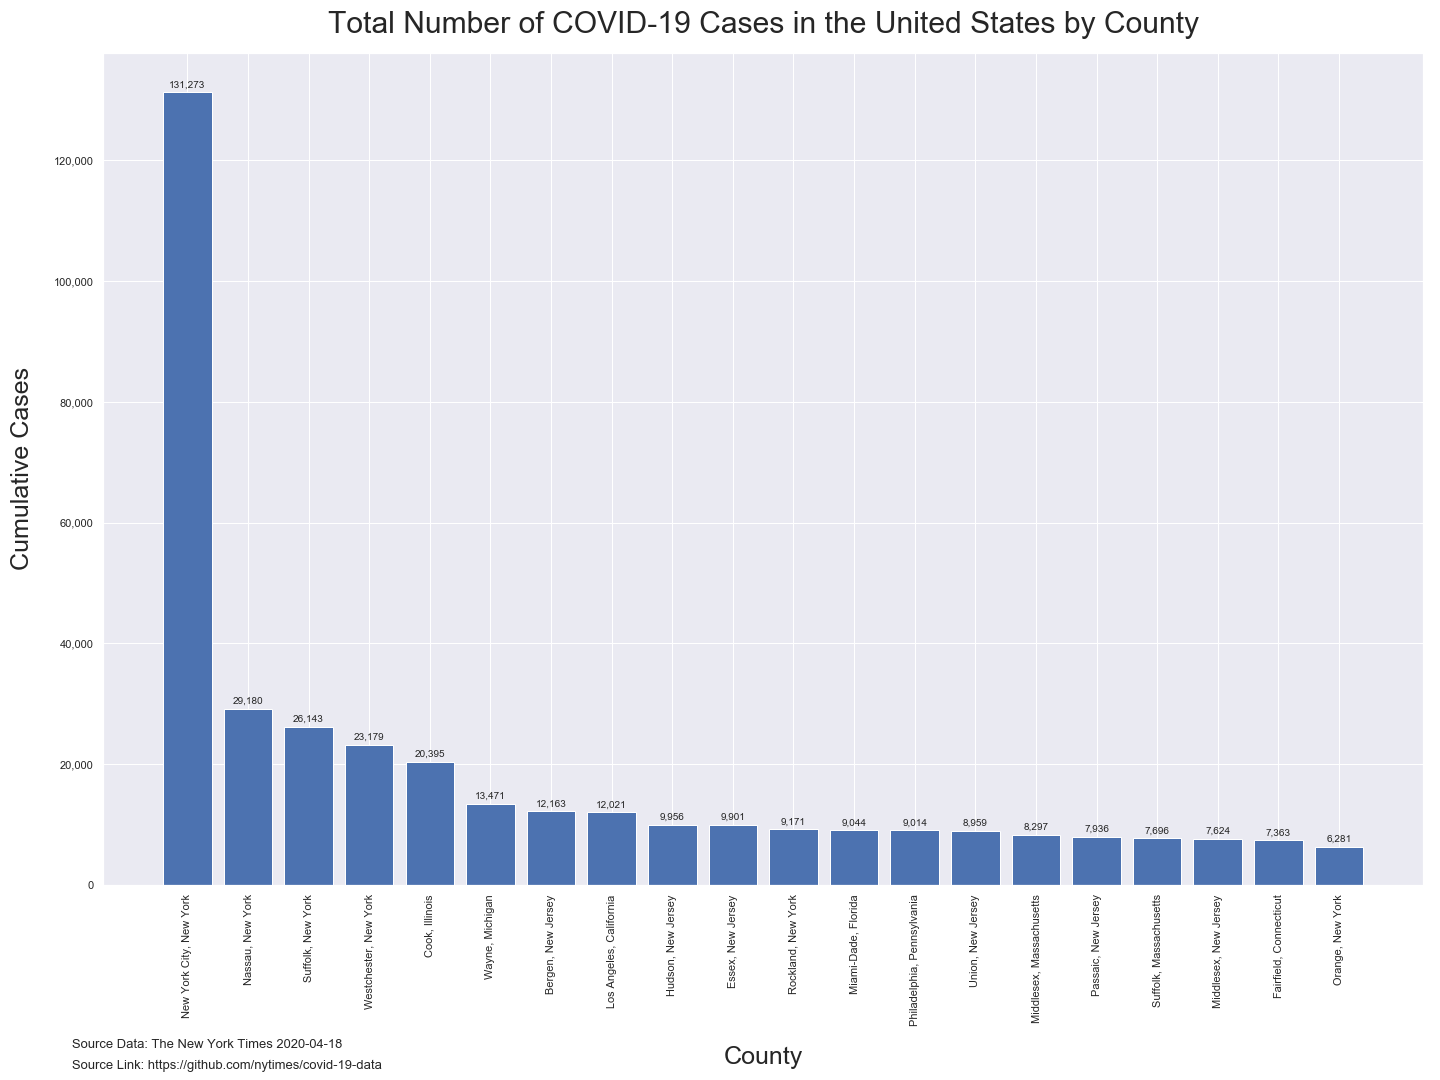 Total Number of COVID-19 Cases in the United States by County
Cumulative Cases
120,000
100,000
80,000
60,000
40,000
20,000
0
131,273
29,180
26,143
23,179
20,395
13,471
12,163
12,021
9,956
9,901
9,171
9,044
9,014
8,959
8,297
7,936
7,696
7,624
7,363
6,281
New York City, New York
Nassau, New York
Suffolk, New York
Westchester, New York
Cook, Illinois
Wayne, Michigan
Bergen, New Jersey
Los Angeles, California
Hudson, New Jersey
Essex, New Jersey
Rockland, New York
Miami-Dade, Florida
Philadelphia, Pennsylvania
Union, New Jersey
Middlesex, Massachusetts
Passaic, New Jersey
Suffolk, Massachusetts
Middlesex, New Jersey
Fairfield, Connecticut
Orange, New York
County
Source Data: The New York Times 2020-04-18
Source Link: https://github.com/nytimes/covid-19-data